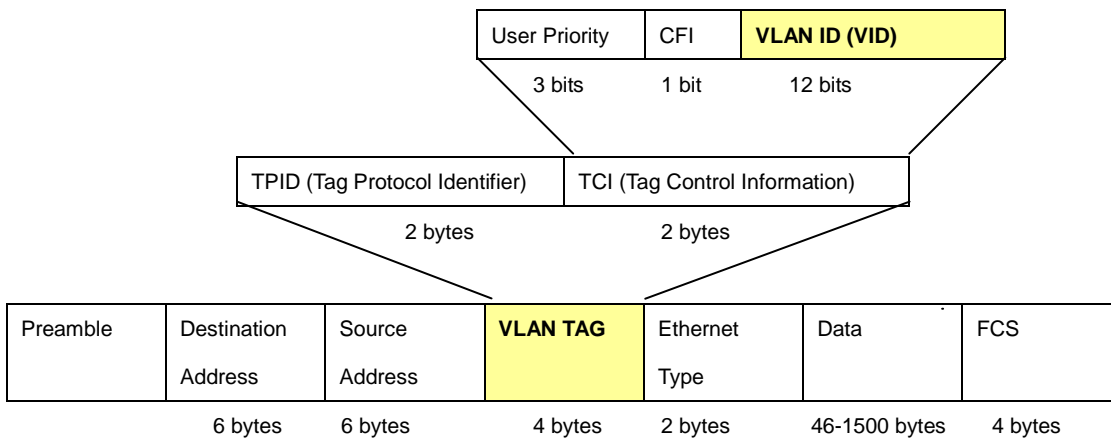 User Priority CFI VLAN ID (VID)
3 bits 1 bit 12 bits
TPID (Tag Protocol Identifier) TCI (Tag Control Information)
2 bytes 2 bytes
Preamble Destination Address Source Address VLAN TAG Ethernet Type Data FCS
6 bytes 6 bytes 4 bytes 2 bytes 46-1500 bytes 4 bytes